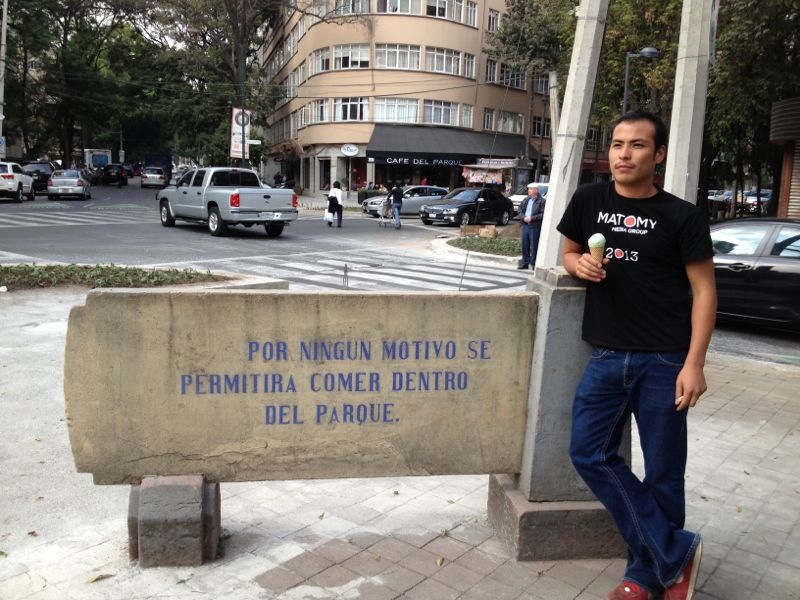 CAFE DEL PARQUE
MATOMY
MEDIA GROUP
2013
POR NINGUN MOTIVO SE
PERMITIRA COMER DENTRO
DEL PARQUE.